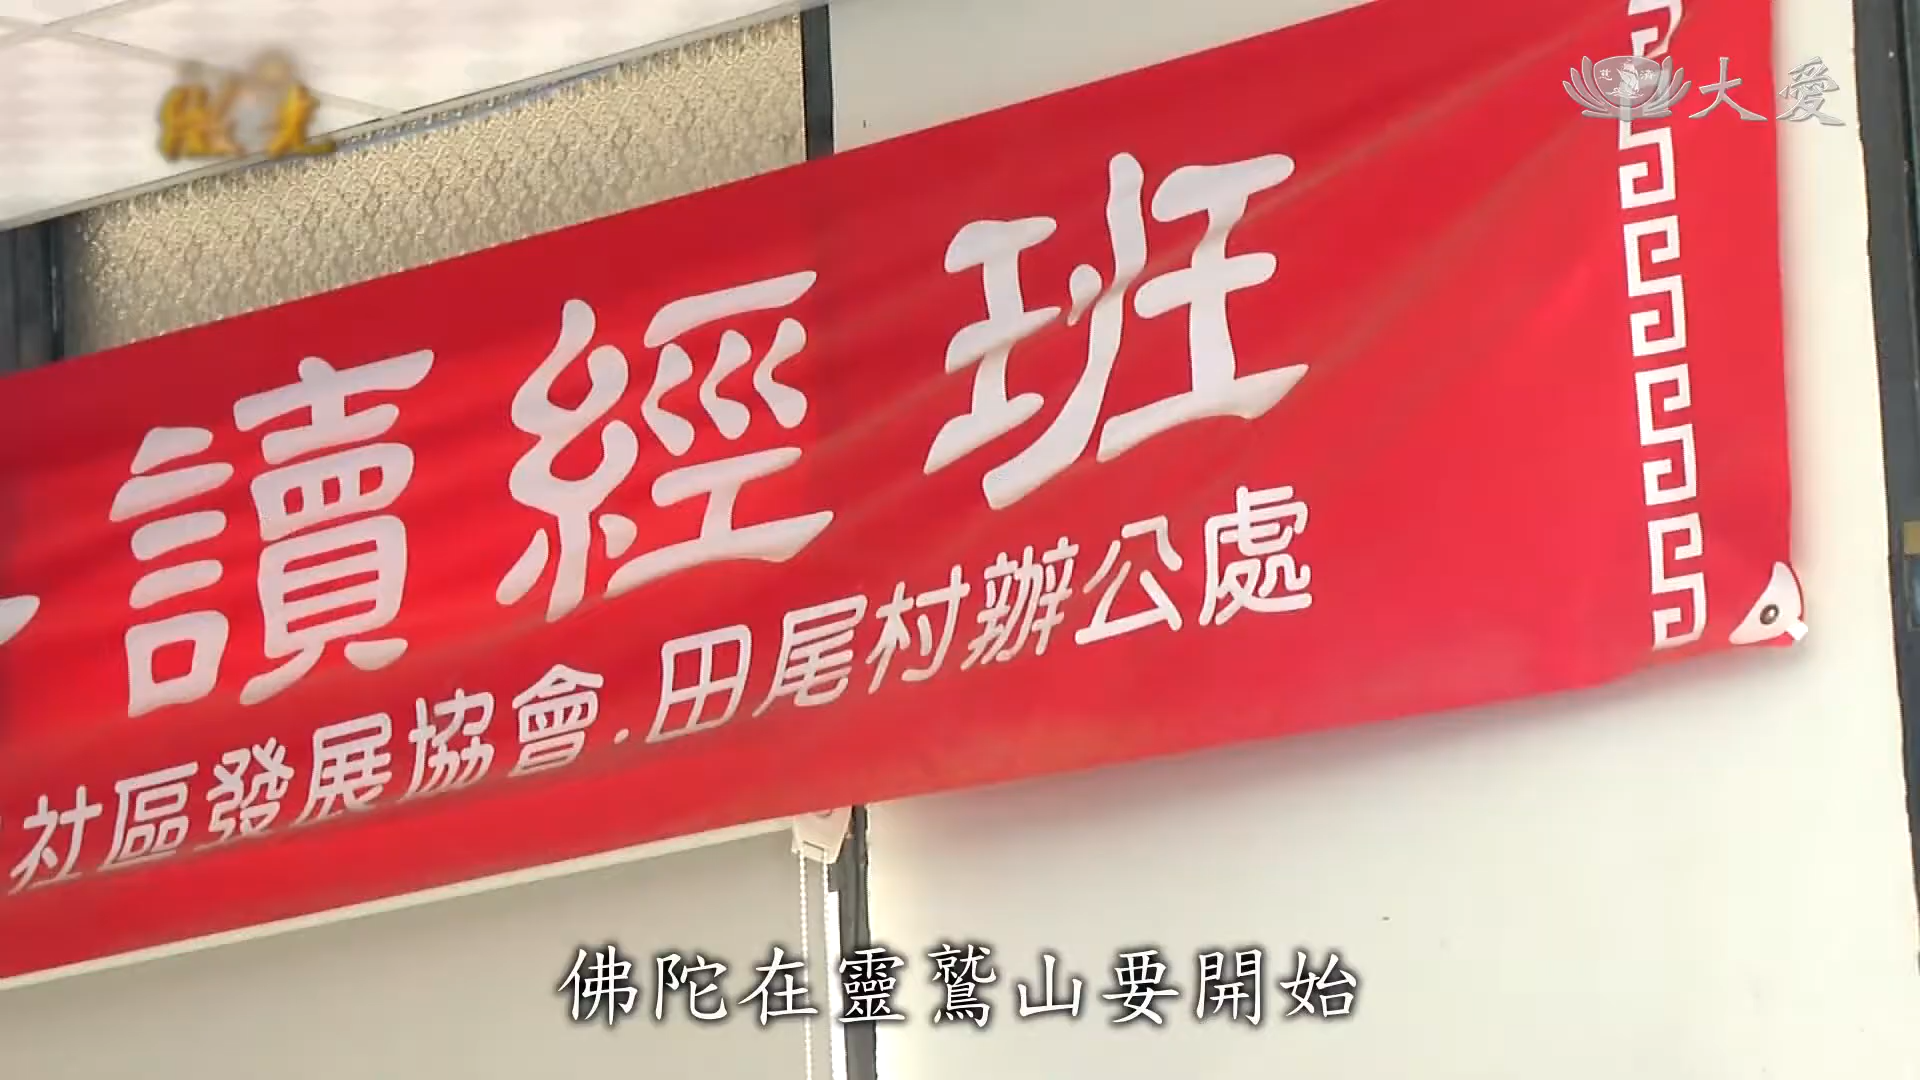 大愛
讀經班
社區發展協會.田尾村辦公處
佛陀在靈鷲山要開始